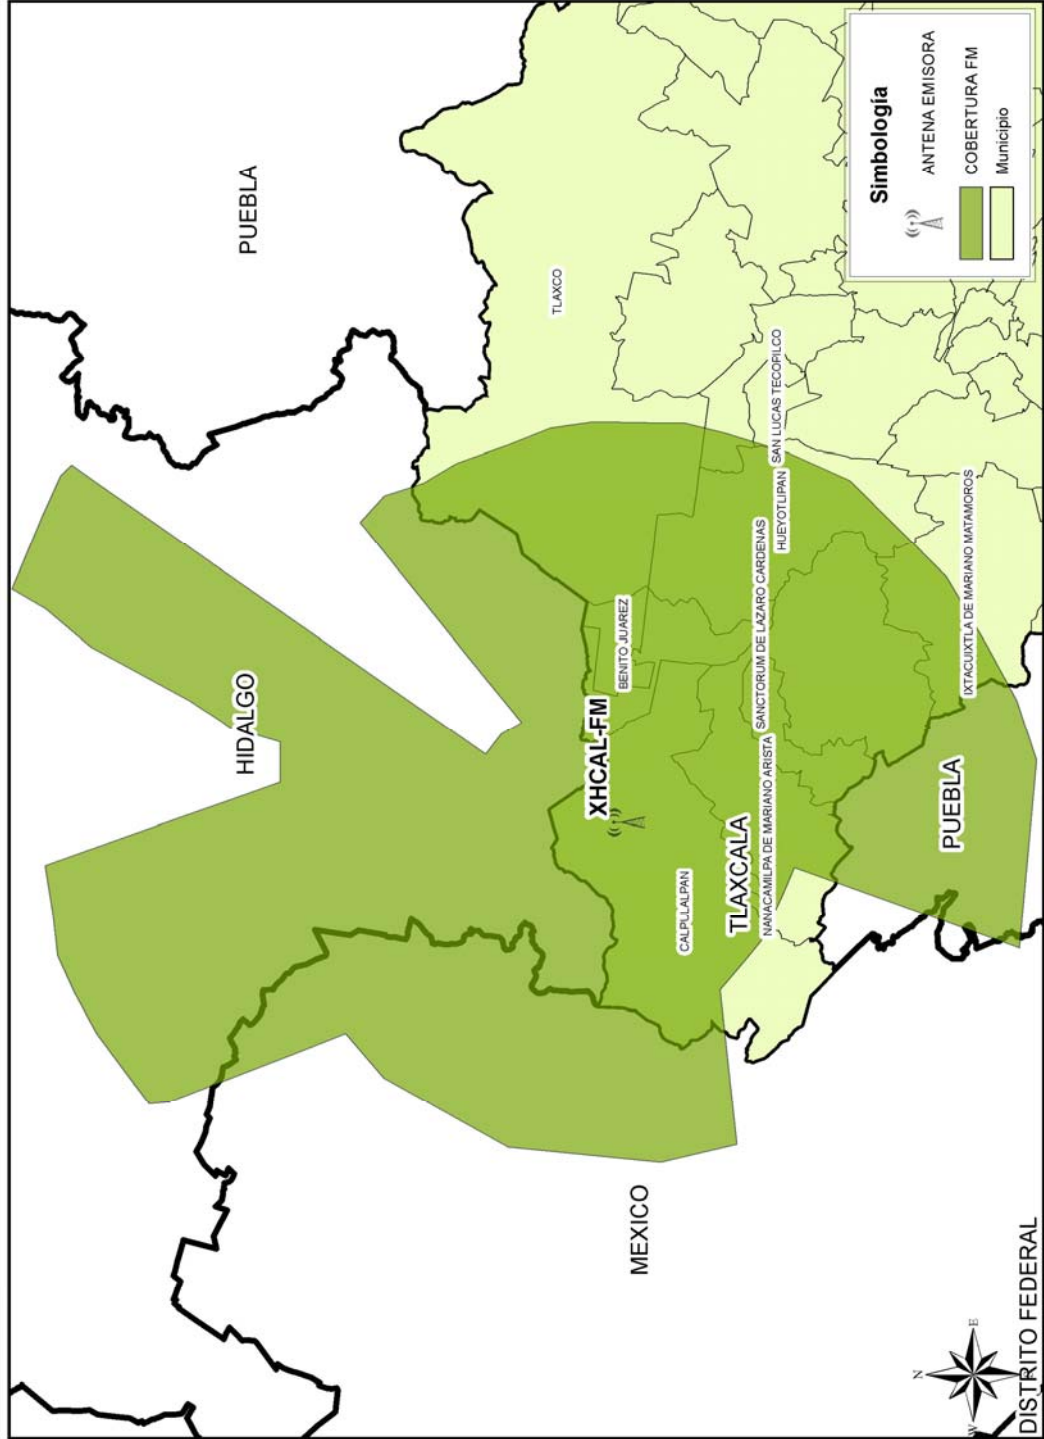 PUEBLA
HIDALGO
TLAXCO
BENITO JUAREZ
XHCAL-FM
MEXICO
CALPULALPAN
TLAXCALA
SAN LUCAS TECOPILCO
HUEYOTLIPAN
SANCTORUM DE LAZARO CARDENAS
NANACAMILPA DE MARIANO ARISTA
IXTACUIXTLA DE MARIANO MATAMOROS
PUEBLA
DISTRITO FEDERAL
N
W
E
Simbología
ANTENA EMISORA
COBERTURA FM
Municipio